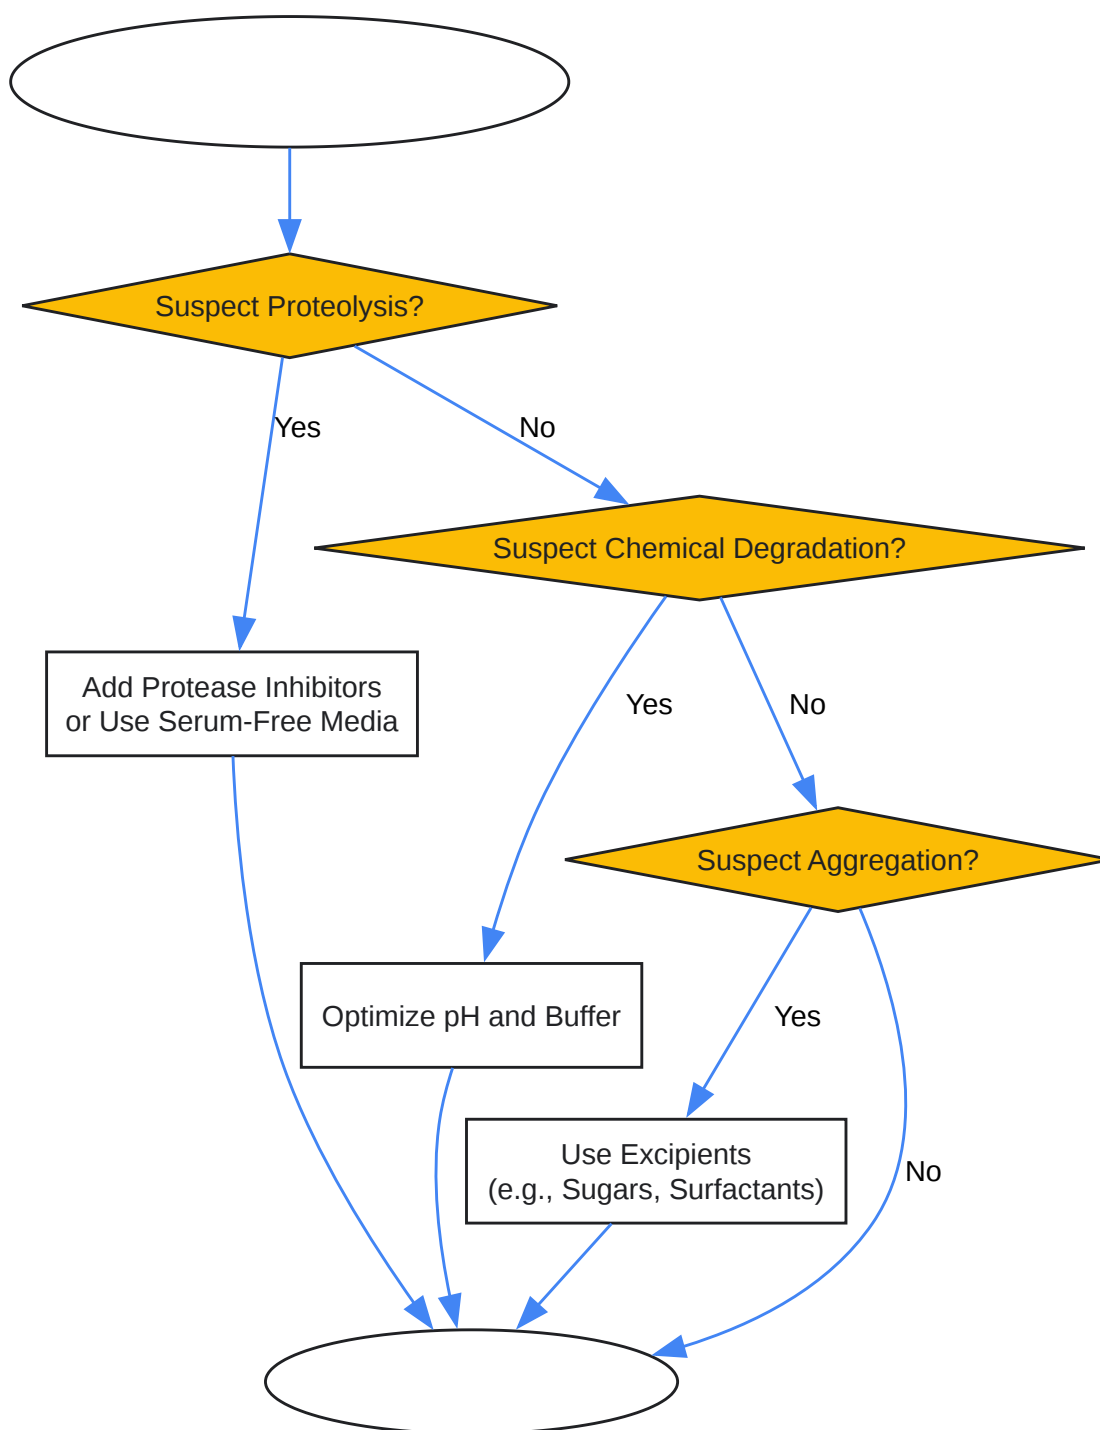 Suspect Proteolysis?
Yes
No
Suspect Chemical Degradation?
Add Protease Inhibitors
or Use Serum-Free Media
Yes
No
Suspect Aggregation?
Optimize pH and Buffer
Yes
Use Excipients
(e.g., Sugars, Surfactants)
No